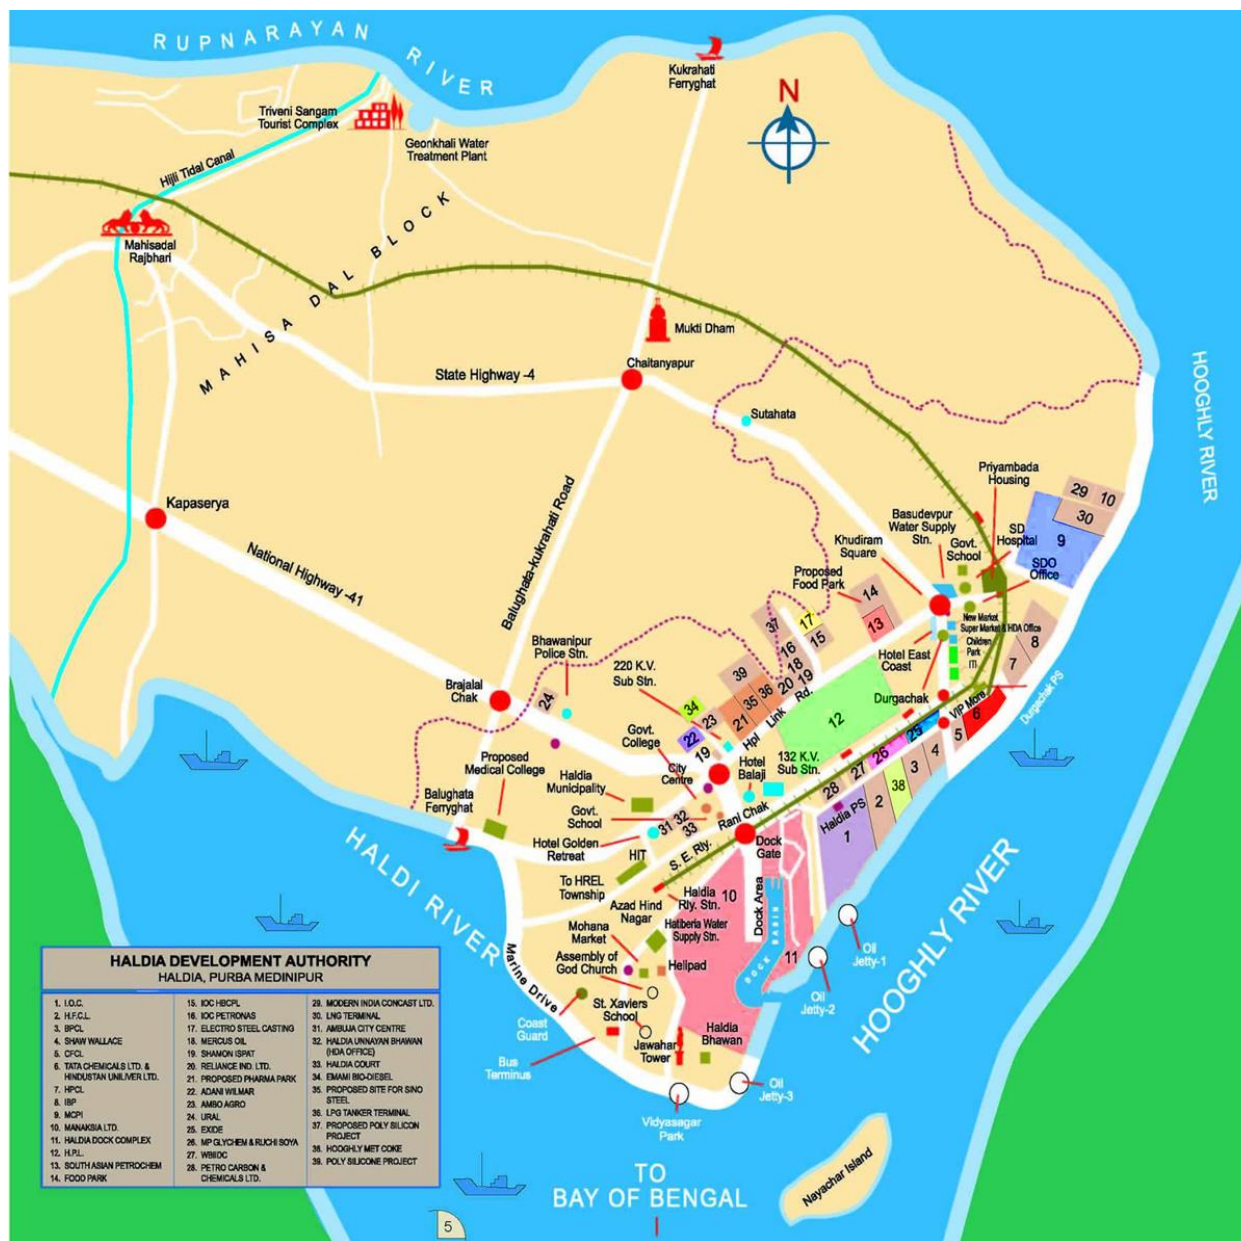 RUPNARAYAN
RIVER
Kukrahati
Ferryghat
N
Triveni Sangam
Tourist Complex
Geonkhali Water
Treatment Plant
Hijli Tidal Canal
Mahisadal
Rajbhari
MAHISA DAL BLOCK
Mukti Dham
Chaitanyapur
State Highway -4
Sutahata
HOOGHLY RIVER
Kapaserya
National Highway -41
Balughata-kukrahati Road
Priyambada
Housing
29
10
30
9
Basudevpur
Water Supply
Stn.
SD
Hospital
Govt.
School
SDO
Office
Khudiram
Square
Proposed
Food Park
14
13
37
17
15
16
18
New Market
Super Market & HDA Office
Children
Park
ITI
8
7
Hotel East
Coast
Durgachak
VIP More
Durgachak PS
Bhawanipur
Police Stn.
220 K.V.
Sub Stn.
39
36
35
20
19
Rd.
Link
Hpl
12
Brajalal
Chak
24
34
23
21
22
19
6
5
25
26
4
3
27
28
38
2
Haldia PS
1
Govt.
College
City
Centre
Hotel
Balaji
132 K.V.
Sub Stn.
Proposed
Medical College
Haldia
Municipality
Balughata
Ferryghat
Govt.
School
31
32
33
Rani Chak
Dock
Gate
Hotel Golden
Retreat
HIT
S. E. Rly.
To HREL
Township
Haldia
Rly. Stn.
10
Dock Area
DOCK BASIN
11
Azad Hind
Nagar
Hatiberia Water
Supply Stn.
Mohana
Market
Assembly of
God Church
Helipad
HALDI RIVER
Marine Drive
Oil
Jetty-1
Oil
Jetty-2
HOOGHLY RIVER
Coast
Guard
St. Xaviers
School
Bus
Terminus
Jawahar
Tower
Haldia
Bhawan
Oil
Jetty-3
Vidyasagar
Park
Nayachar Island
TO
BAY OF BENGAL
5
HALDIA DEVELOPMENT AUTHORITY
HALDIA, PURBA MEDINIPUR
1. I.O.C.
2. H.F.C.L.
3. BPCL
4. SHAW WALLACE
5. CFCL
6. TATA CHEMICALS LTD. &
HINDUSTAN UNILIVER LTD.
7. HPCL
8. IBP
9. MCPI
10. MANAKSIA LTD.
11. HALDIA DOCK COMPLEX
12. H.P.L.
13. SOUTH ASIAN PETROCHEM
14. FOOD PARK
15. IOC HBCPL
16. IOC PETRONAS
17. ELECTRO STEEL CASTING
18. MERCUS OIL
19. SHAMON ISPAT
20. RELIANCE IND. LTD.
21. PROPOSED PHARMA PARK
22. ADANI WILMAR
23. AMBO AGRO
24. URAL
25. EXIDE
26. MP GLYCHEM & RUCHI SOYA
27. WBIIDC
28. PETRO CARBON &
CHEMICALS LTD.
29. MODERN INDIA CONCAST LTD.
30. LNG TERMINAL
31. AMBUJA CITY CENTRE
32. HALDIA UNNAYAN BHAWAN
(HDA OFFICE)
33. HALDIA COURT
34. EMAMI BIO-DIESEL
35. PROPOSED SITE FOR SINO
STEEL
36. LPG TANKER TERMINAL
37. PROPOSED POLY SILICON
PROJECT
38. HOOGHLY MET COKE
39. POLY SILICONE PROJECT